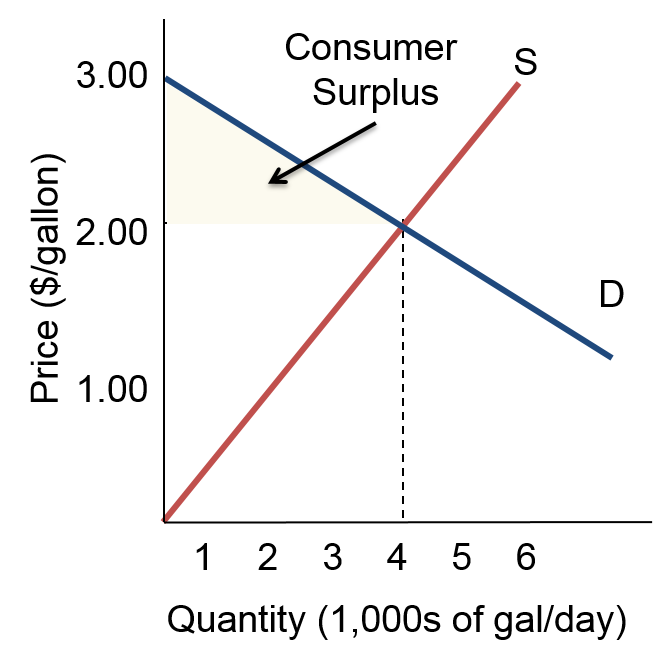 Consumer
Surplus
S
3.00
2.00
D
1.00
Price ($/gallon)
1 2 3 4 5 6
Quantity (1,000s of gal/day)